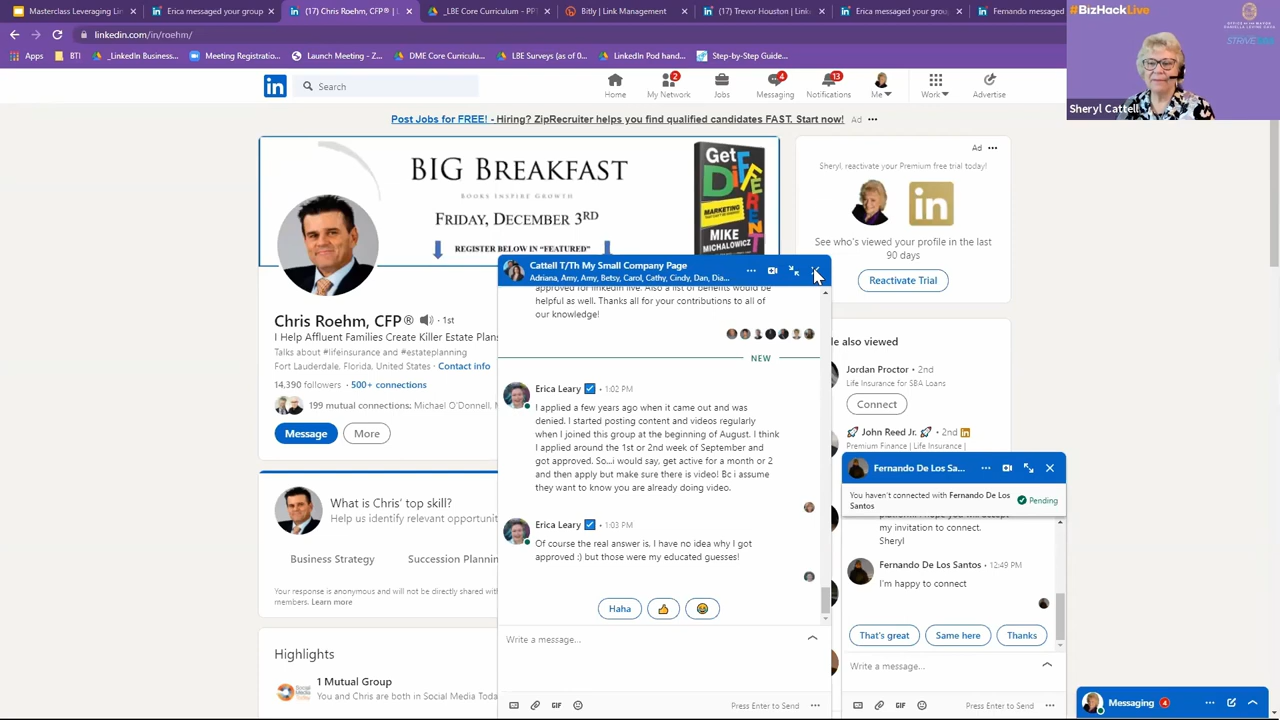 Masterclass Leveraging Lin
Erica messaged your group
(17) Chris Roehm, CFP® | L
_LBE Core Curriculum - PPT
Bitly | Link Management
(17) Trevor Houston | Link
Erica messaged your group
Fernando messaged
#BizHackLive
linkedin.com/in/roehm/
Apps
BTI
_LinkedIn Business...
Meeting Registratio...
Launch Meeting - Z...
DME Core Curriculu...
LBE Surveys (as of 0...
LinkedIn Pod hand...
Step-by-Step Guide...
Search
Home
My Network
2
Jobs
Messaging
4
Notifications
13
Me
Work
Advertise
Sheryl Cattell
Post Jobs for FREE! - Hiring? ZipRecruiter helps you find qualified candidates FAST. Start now!
Ad
BIG BREAKFAST
BOOKS INSPIRE GROWTH
FRIDAY, DECEMBER 3RD
REGISTER BELOW IN "FEATURED"
Get
DiFFERENT
MARKETING
MIKE
MICHALOWICZ
Ad
Sheryl, reactivate your Premium free trial today!
in
See who's viewed your profile in the last
90 days
Reactivate Trial
Chris Roehm, CFP®
1st
I Help Affluent Families Create Killer Estate Plans
Talks about #lifeinsurance and #estateplanning
Fort Lauderdale, Florida, United States · Contact info
14,390 followers · 500+ connections
199 mutual connections: Michael O'Donnell,
Message
More
What is Chris' top skill?
Help us identify relevant opportunit
Business Strategy
Succession Plannin
Your response is anonymous and will not be directly shared with
members. Learn more
Highlights
1 Mutual Group
You and Chris are both in Social Media Toda
Cattell T/Th My Small Company Page
Adriana, Amy, Amy, Betsy, Carol, Cathy, Cindy, Dan, Dia...
approved for linkedin live. Also a list of benefits would be
helpful as well. Thanks all for your contributions to all of
our knowledge!
NEW
Erica Leary
1:02 PM
I applied a few years ago when it came out and was
denied. I started posting content and videos regularly
when I joined this group at the beginning of August. I think
I applied around the 1st or 2nd week of September and
got approved. So...i would say, get active for a month or 2
and then apply but make sure there is video! Bc i assume
they want to know you are already doing video.
Erica Leary
1:03 PM
Of course the real answer is, I have no idea why I got
approved :) but those were my educated guesses!
Haha
Write a message...
GIF
Press Enter to Send
le also viewed
Jordan Proctor • 2nd
Life Insurance for SBA Loans
Connect
John Reed Jr.
2nd
Premium Finance | Life Insurance |
Fernando De Los Sa...
You haven't connected with Fernando De Los
Santos
Pending
my invitation to connect.
Sheryl
Fernando De Los Santos • 12:49 PM
I'm happy to connect
That's great
Same here
Thanks
Write a message...
GIF
Press Enter to Send
Messaging
4